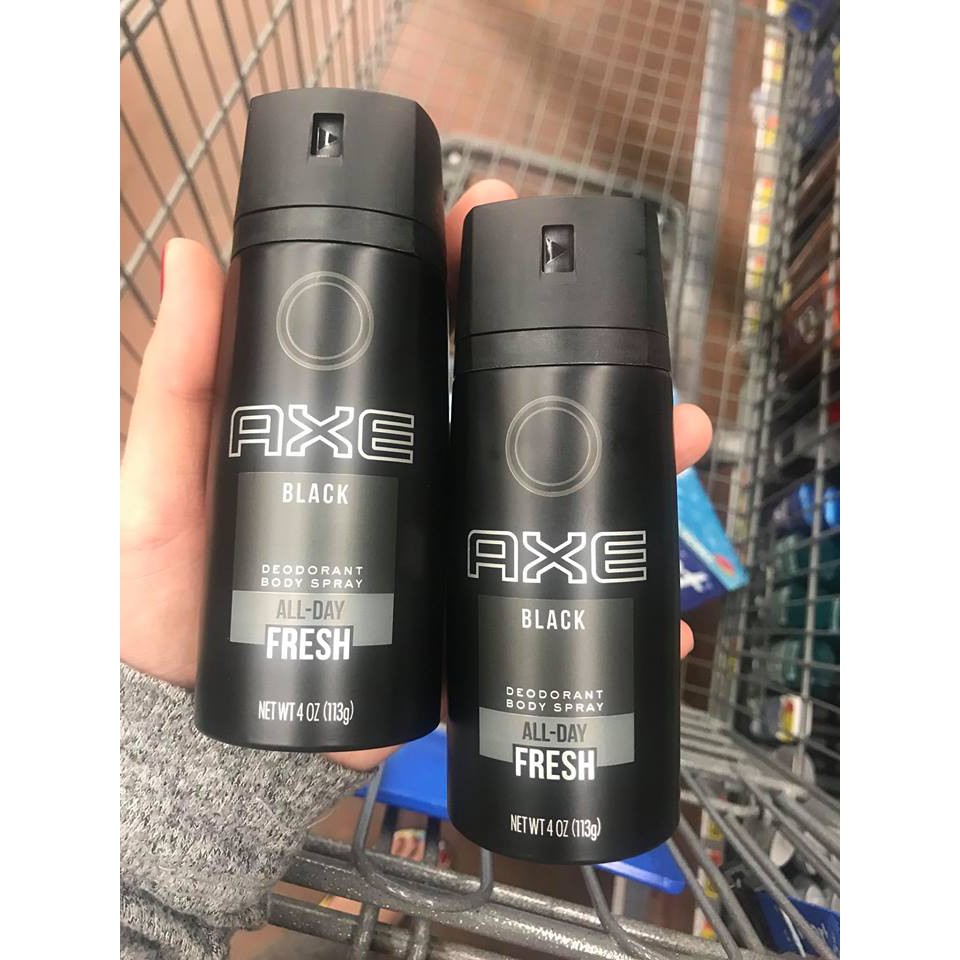 AXE
BLACK
DEODORANT
BODY SPRAY
ALL-DAY
FRESH
NET WT 4 OZ (113g)
AXE
BLACK
DEODORANT
BODY SPRAY
ALL-DAY
FRESH
NET WT 4 OZ (113g)